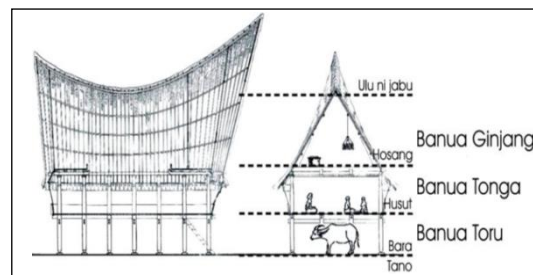 Ulu ni jabu
Banua Ginjang
Hosang
Banua Tonga
Husut
Banua Toru
Bara
Tano